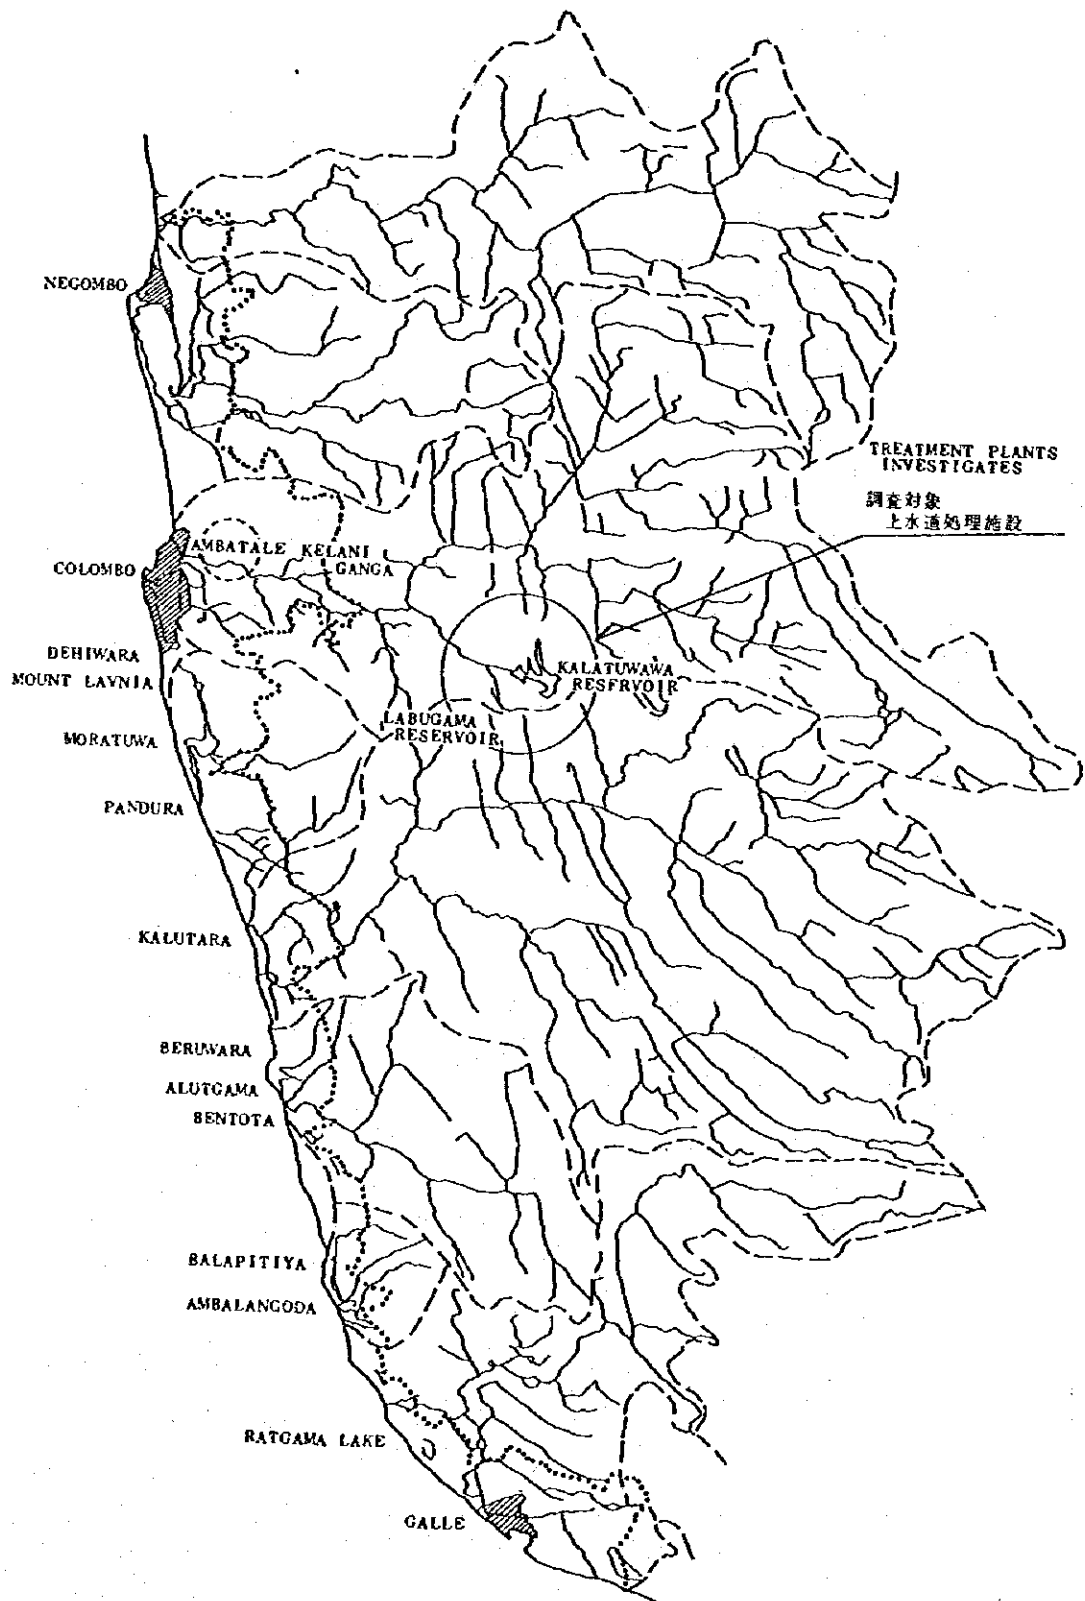 NEGOMBO
TREATMENT PLANTS
INVESTIGATES
調査対象
上水道処理施設
AMBATALE KELANI
GANGA
COLOMBO
DEHIWARA
MOUNT LAVNIA
KALATUWAWA
RESERVOIR
LABUGAMA
RESERVOIR
MORATUWA
PANDURA
KALUTARA
BERUWARA
ALUTGAMA
BENTOTA
BALAPITIYA
AMBALANGODA
RATGAMA LAKE
GALLE